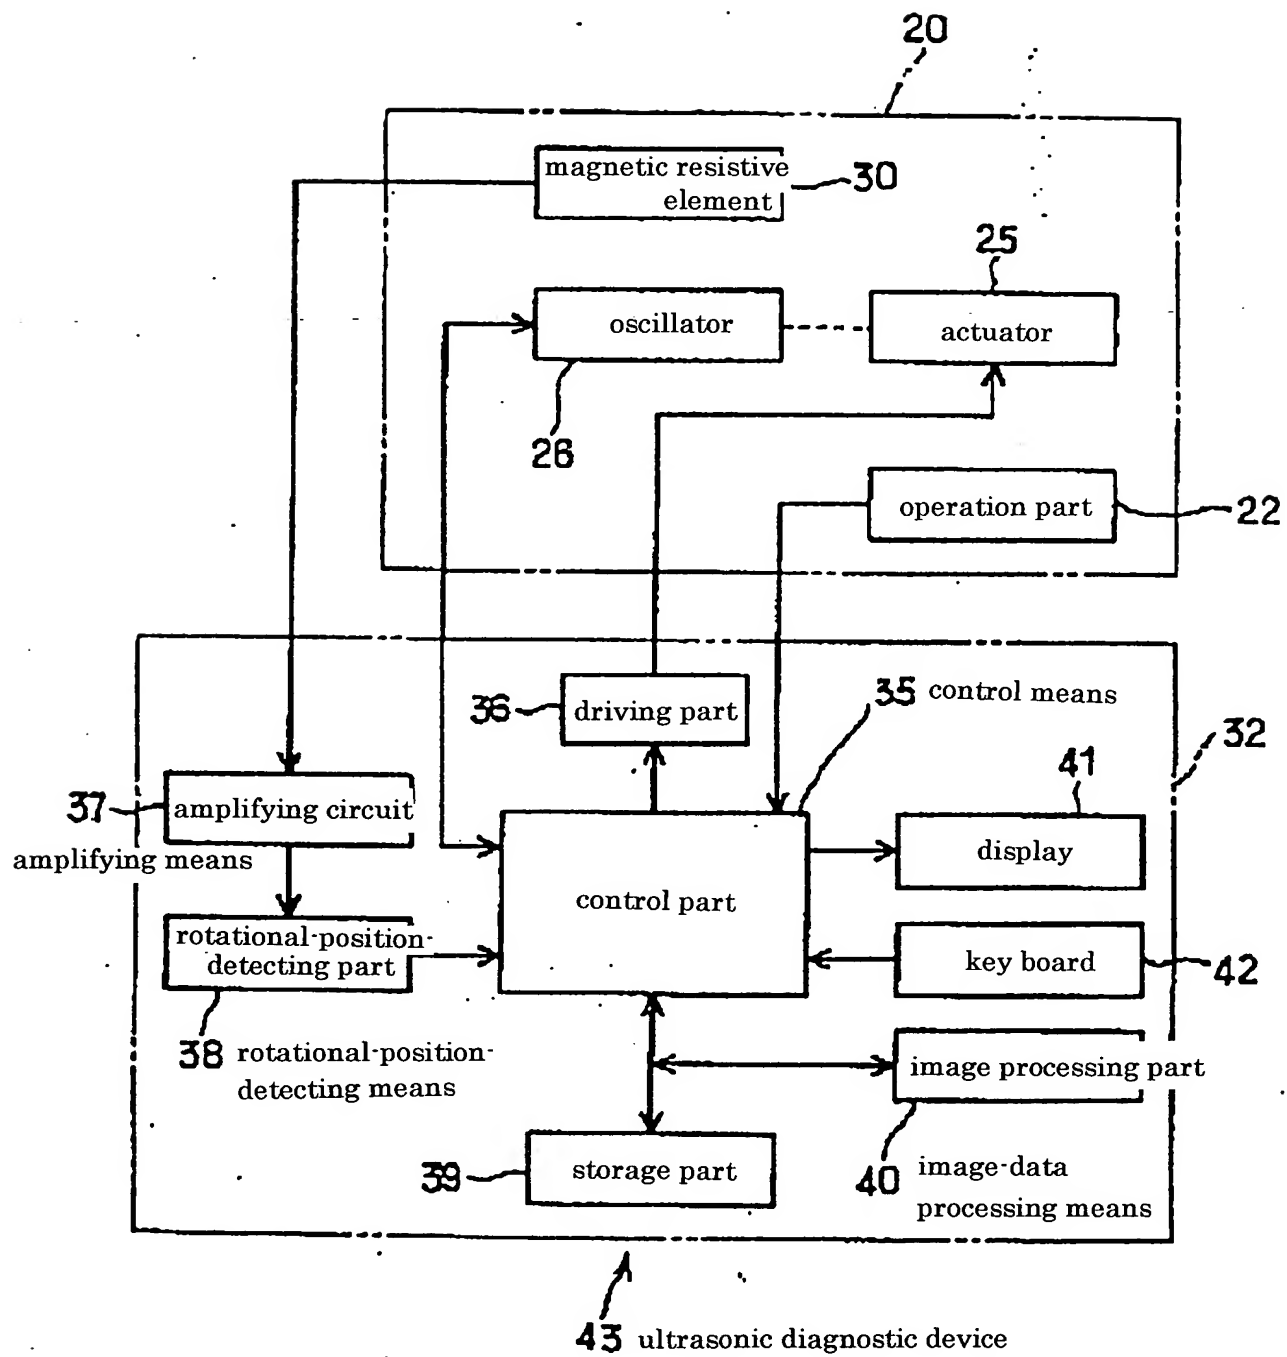 20
magnetic resistive
element
30
25
oscillator
actuator
26
operation part
22
36
driving part
35 control means
32
37
amplifying circuit
amplifying means
41
display
control part
rotational-position-
detecting part
key board
42
38 rotational-position-
detecting means
image processing part
39
storage part
40 image-data
processing means
43 ultrasonic diagnostic device